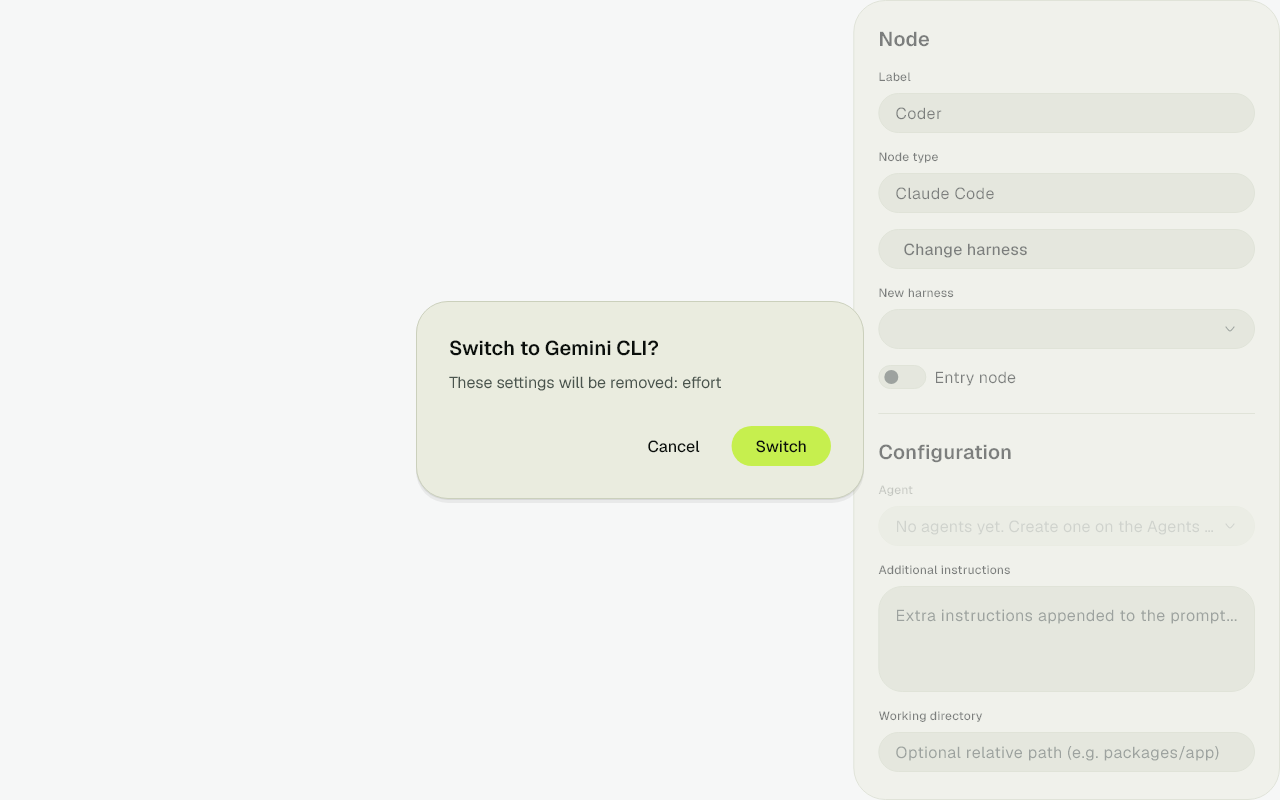 Node
Label
Coder
Node type
Claude Code
Change harness
New harness
Switch to Gemini CLI?
These settings will be removed: effort
Cancel
Switch
Entry node
Configuration
Agent
No agents yet. Create one on the Agents ...
Additional instructions
Extra instructions appended to the prompt...
Working directory
Optional relative path (e.g. packages/app)